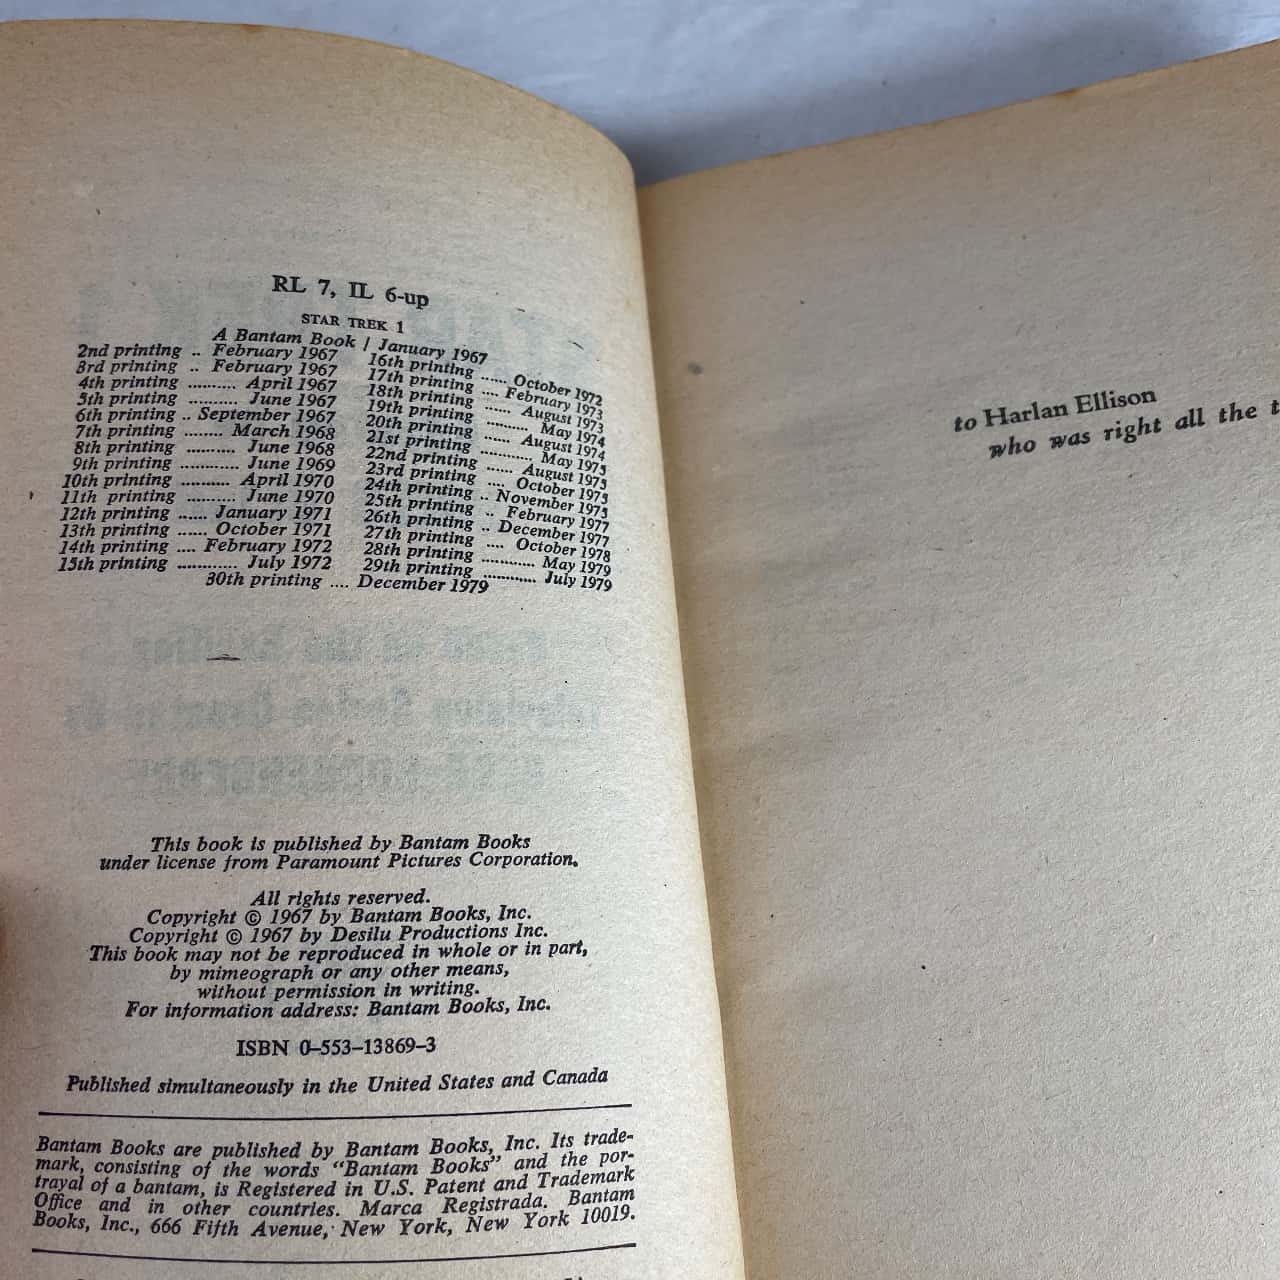 RL 7, IL 6-up
STAR TREK 1
A Bantam Book / January 1967
2nd printing .. February 1967
3rd printing .. February 1967
4th printing .......... April 1967
5th printing .......... June 1967
6th printing .. September 1967
7th printing ........ March 1968
8th printing .......... June 1968
9th printing ............ June 1969
10th printing .......... April 1970
11th printing .......... June 1970
12th printing ...... January 1971
13th printing ...... October 1971
14th printing .... February 1972
15th printing ............ July 1972
16th printing ...... October 1972
17th printing .... February 1973
18th printing ...... August 1973
19th printing .......... May 1974
20th printing ...... August 1974
21st printing ............ May 1975
22nd printing ...... August 1975
23rd printing .... October 1975
24th printing .. November 1975
25th printing .. February 1977
26th printing .. December 1977
27th printing .... October 1978
28th printing ............ May 1979
29th printing ............ July 1979
30th printing .... December 1979
This book is published by Bantam Books
under license from Paramount Pictures Corporation.
All rights reserved.
Copyright © 1967 by Bantam Books, Inc.
Copyright © 1967 by Desilu Productions Inc.
This book may not be reproduced in whole or in part,
by mimeograph or any other means,
without permission in writing.
For information address: Bantam Books, Inc.
ISBN 0-553-13869-3
Published simultaneously in the United States and Canada
Bantam Books are published by Bantam Books, Inc. Its trade-
mark, consisting of the words "Bantam Books" and the por-
trayal of a bantam, is Registered in U.S. Patent and Trademark
Office and in other countries. Marca Registrada. Bantam
Books, Inc., 666 Fifth Avenue, New York, New York 10019.
to Harlan Ellison
who was right all the t